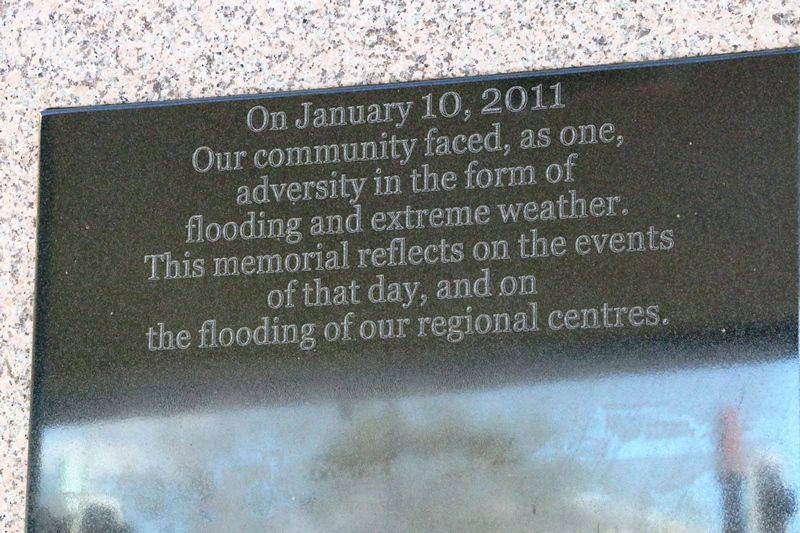 On January 10, 2011
Our community faced, as one,
adversity in the form of
flooding and extreme weather.
This memorial reflects on the events
of that day, and on
the flooding of our regional centres.